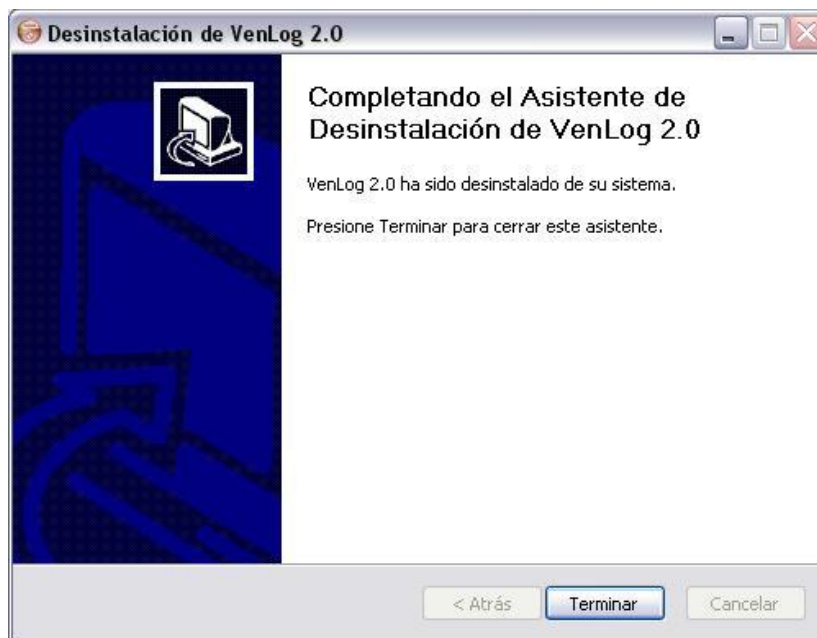 Desinstalación de VenLog 2.0
Completando el Asistente de
Desinstalación de VenLog 2.0
VenLog 2.0 ha sido desinstalado de su sistema.
Presione Terminar para cerrar este asistente.
< Atrás
Terminar
Cancelar